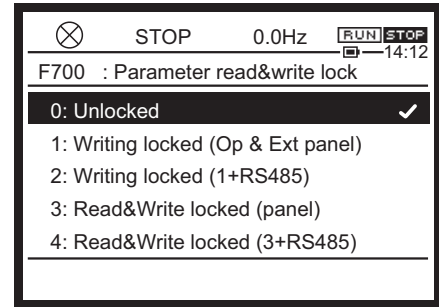 STOP 0.0Hz RUN STOP
14:12
F700 : Parameter read&write lock
0: Unlocked
1: Writing locked (Op & Ext panel)
2: Writing locked (1+RS485)
3: Read&Write locked (panel)
4: Read&Write locked (3+RS485)